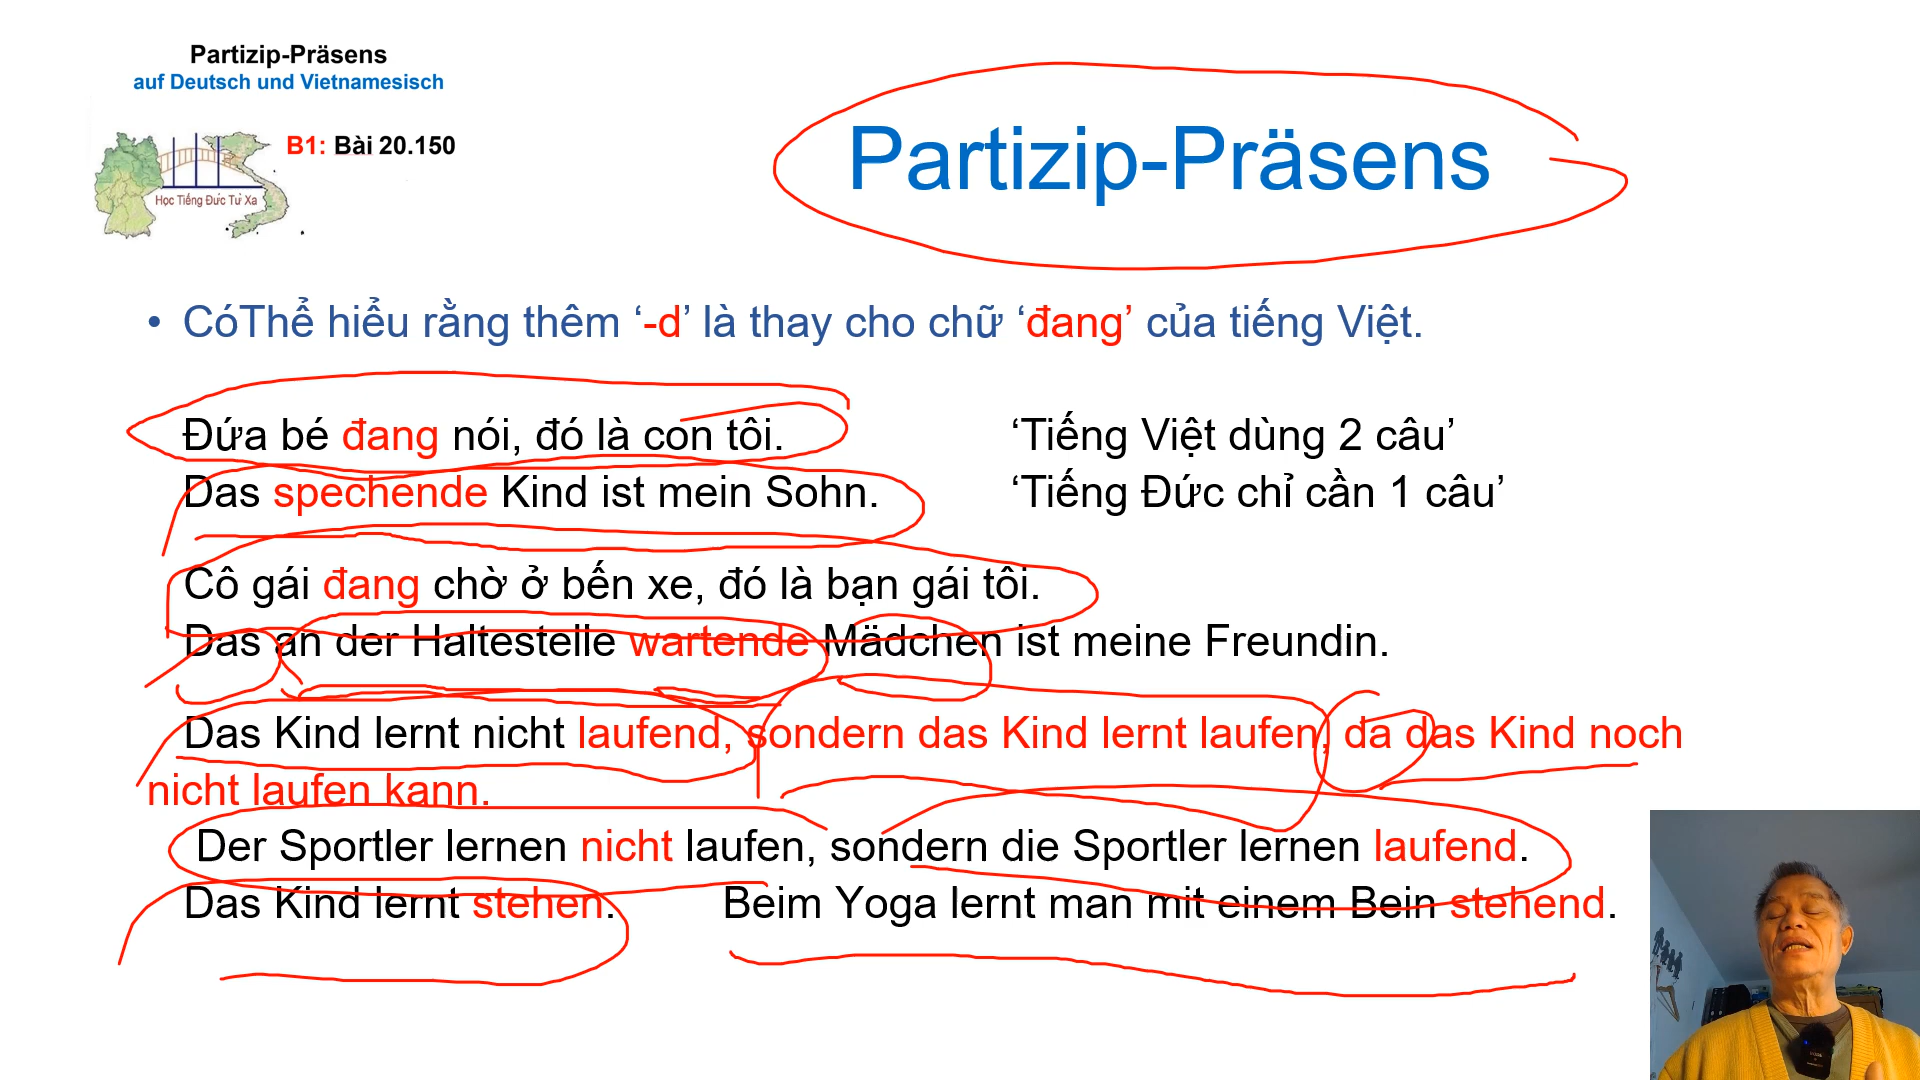 Partizip-Präsens
auf Deutsch und Vietnamesisch
B1: Bài 20.150
Học Tiếng Đức Từ Xa
Partizip-Präsens
• CóThể hiểu rằng thêm ‘-d’ là thay cho chữ ‘đang’ của tiếng Việt.
Đứa bé đang nói, đó là con tôi. ‘Tiếng Việt dùng 2 câu’
Das spechende Kind ist mein Sohn. ‘Tiếng Đức chỉ cần 1 câu’
Cô gái đang chờ ở bến xe, đó là bạn gái tôi.
Das an der Haltestelle wartende Mädchen ist meine Freundin.
Das Kind lernt nicht laufend, sondern das Kind lernt laufen, da das Kind noch
nicht laufen kann.
Der Sportler lernen nicht laufen, sondern die Sportler lernen laufend.
Das Kind lernt stehen. Beim Yoga lernt man mit einem Bein stehend.